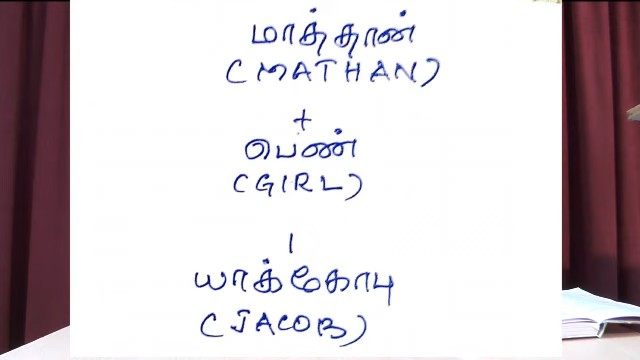 மாத்தான்
(MATHAN)
+
பெண்
(GIRL)
|
யாக்கோபு
(JACOB)